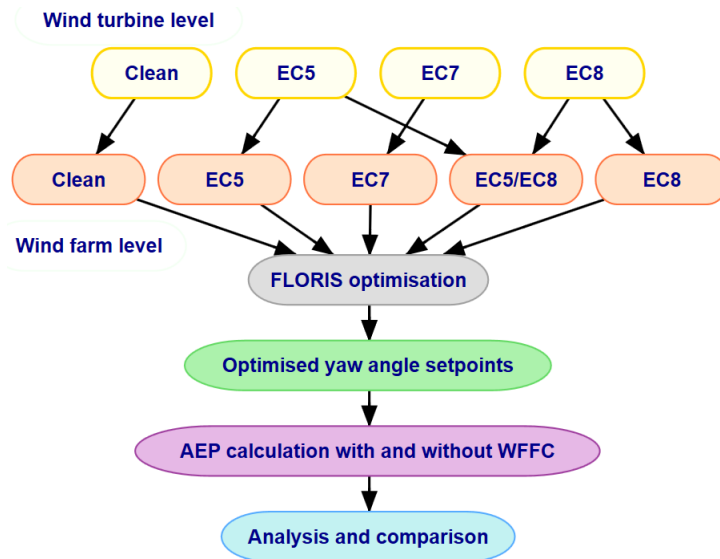 Wind turbine level
Clean
EC5
EC7
EC8
Clean
EC5
EC7
EC5/EC8
EC8
Wind farm level
FLORIS optimisation
Optimised yaw angle setpoints
AEP calculation with and without WFFC
Analysis and comparison